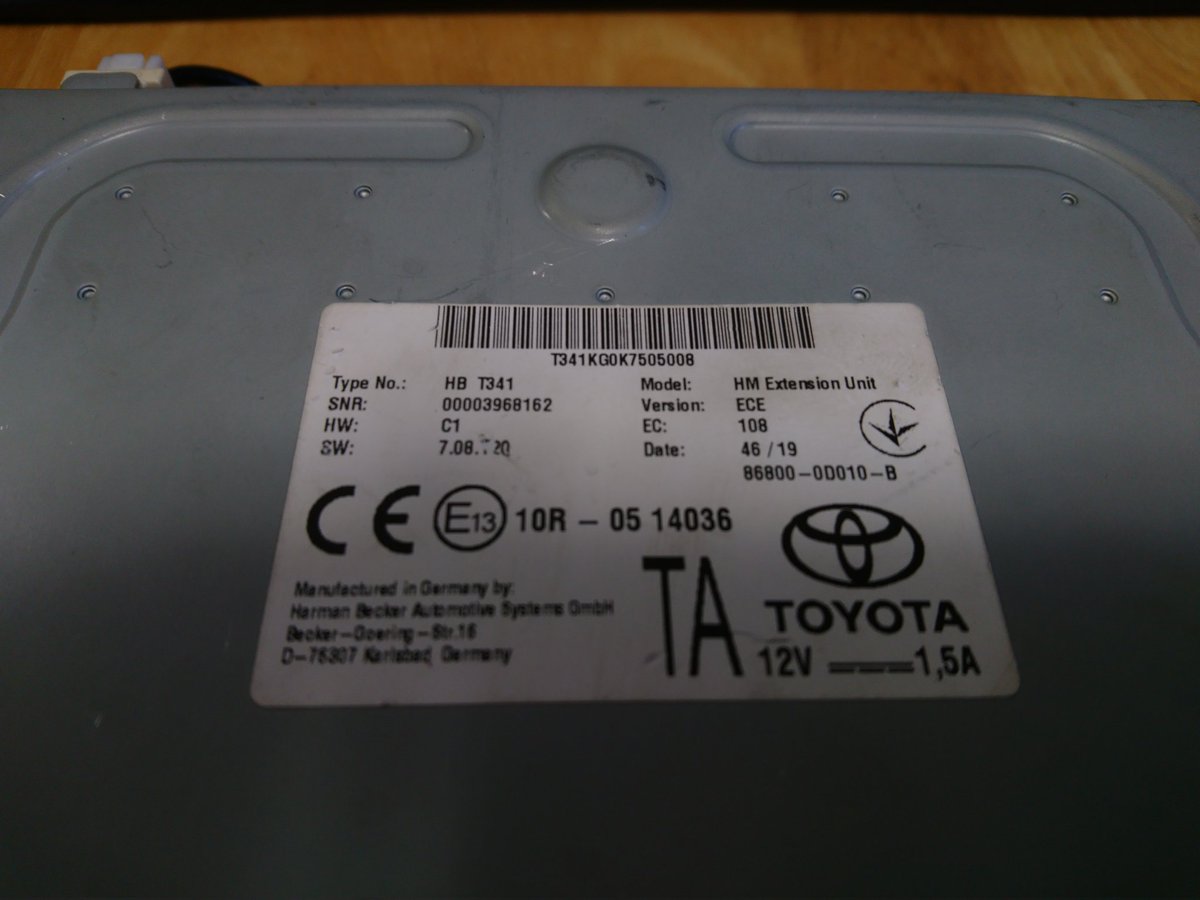 T341KG0K7505008
Type No.: HB T341
SNR: 00003968162
HW: C1
SW: 7.08.
Model: HM Extension Unit
Version: ECE
EC: 108
Date: 46/19
86800-0D010-B
CE E13 10R - 05 14036
Manufactured in Germany by:
Harman Becker Automotive Systems GmbH
Becker-Goering-Str.16
D-76307 Karlsbad, Germany
TA
TOYOTA
12V 1,5A